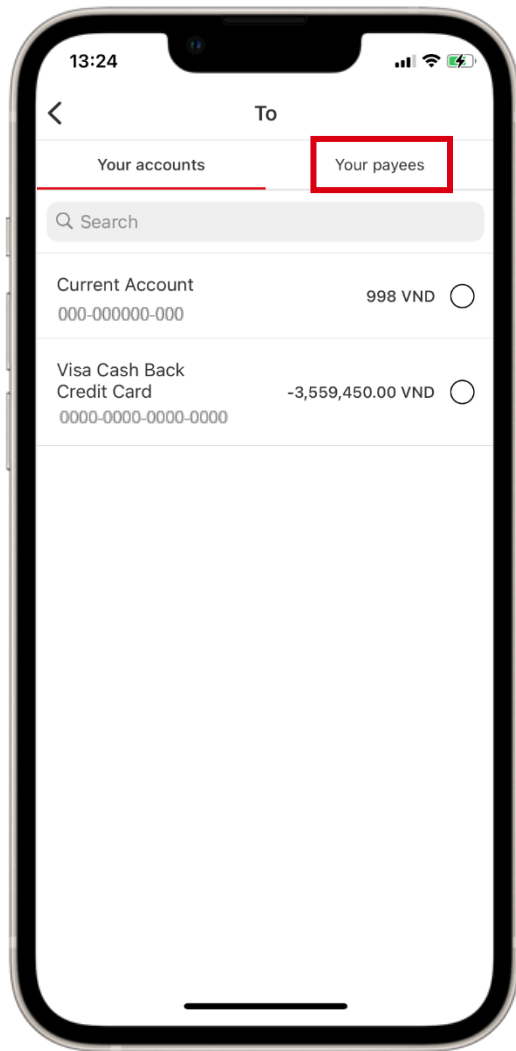 13:24
To
Your accounts
Your payees
Search
Current Account
998 VND
000-000000-000
Visa Cash Back
Credit Card
-3,559,450.00 VND
0000-0000-0000-0000